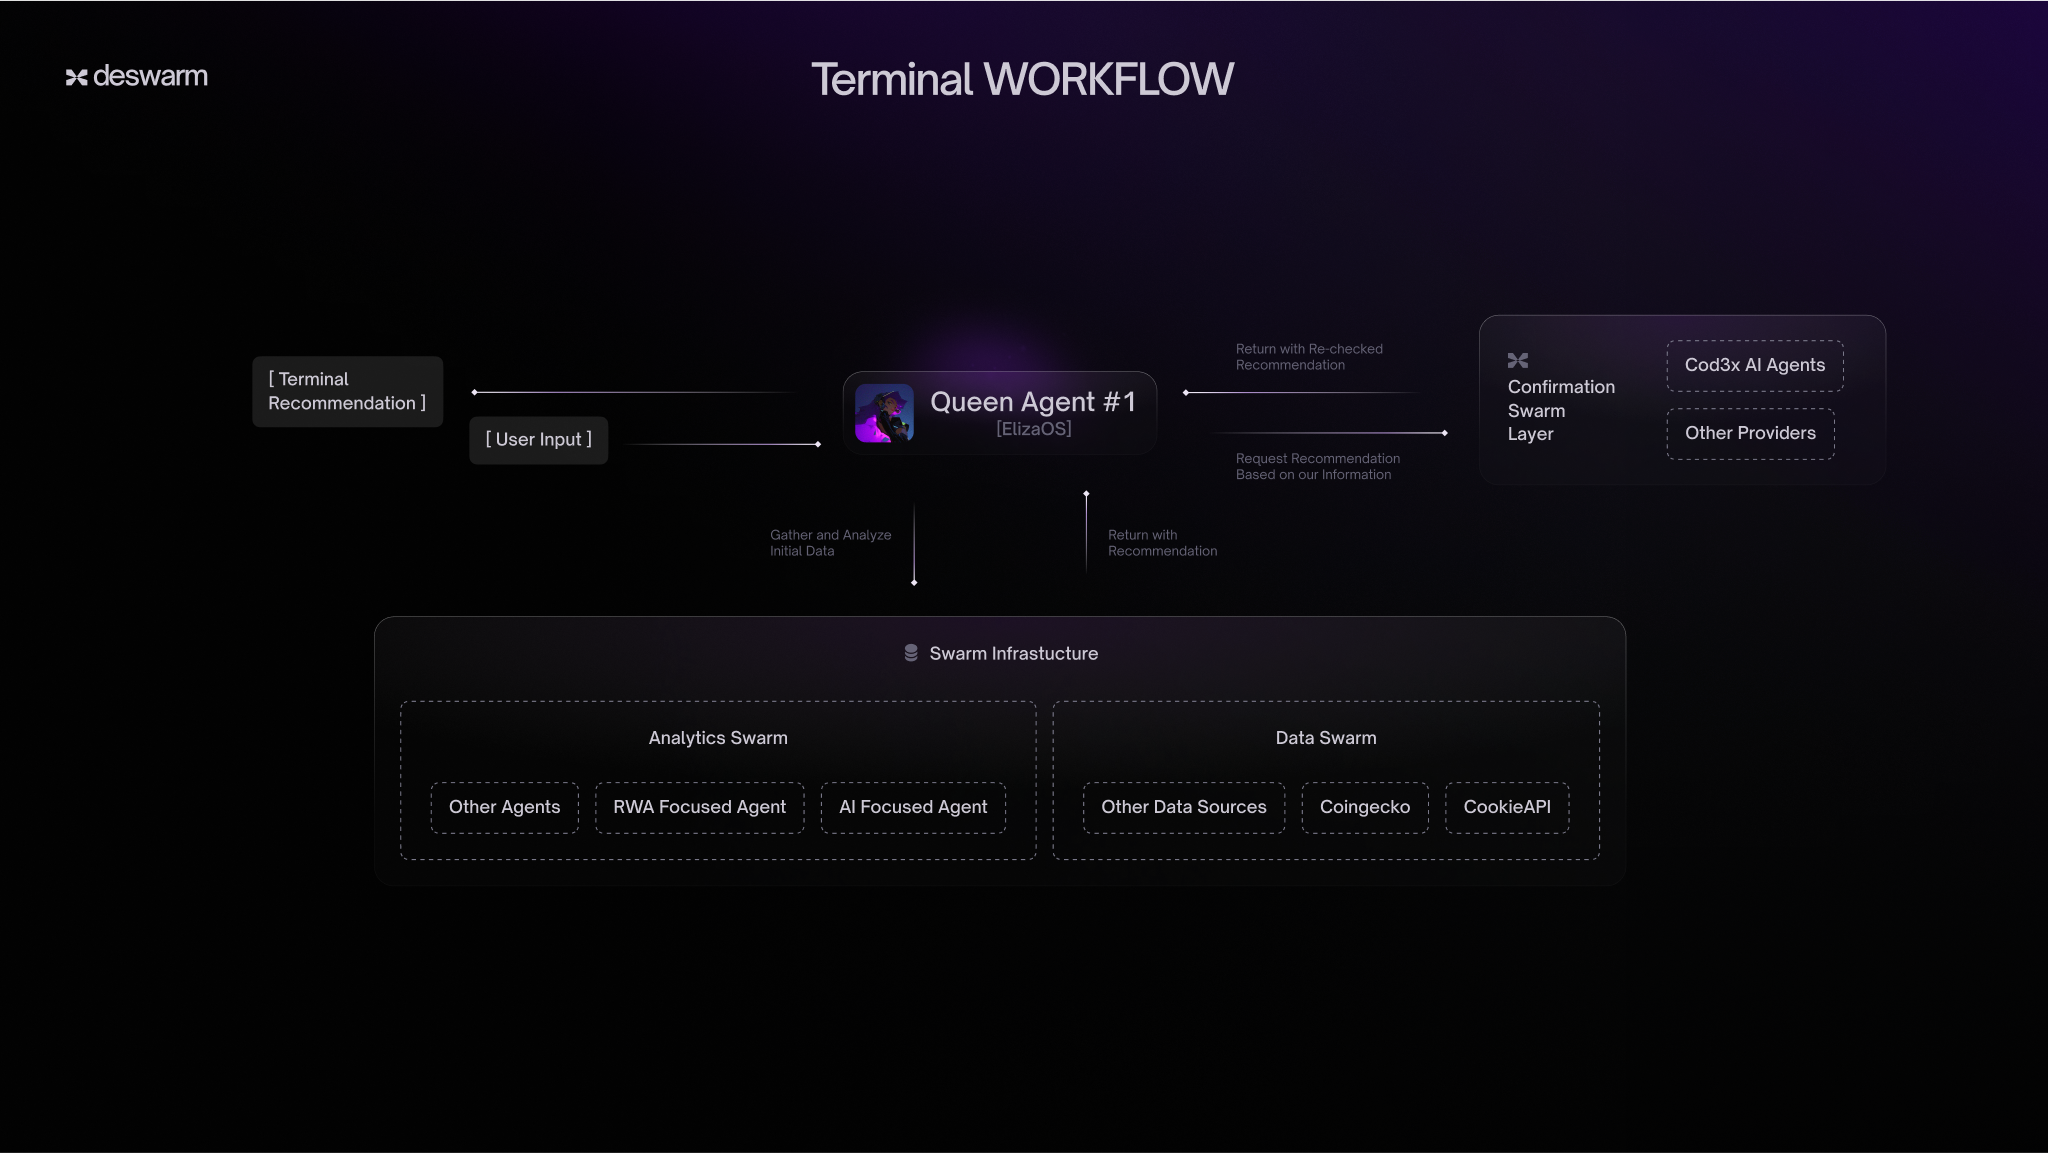 deswarm
Terminal WORKFLOW
[ Terminal
Recommendation ]
[ User Input ]
Queen Agent #1
[ElizaOS]
Return with Re-checked
Recommendation
Request Recommendation
Based on our Information
Confirmation
Swarm
Layer
Cod3x AI Agents
Other Providers
Gather and Analyze
Initial Data
Return with
Recommendation
Swarm Infrastucture
Analytics Swarm
Other Agents
RWA Focused Agent
AI Focused Agent
Data Swarm
Other Data Sources
Coingecko
CookieAPI